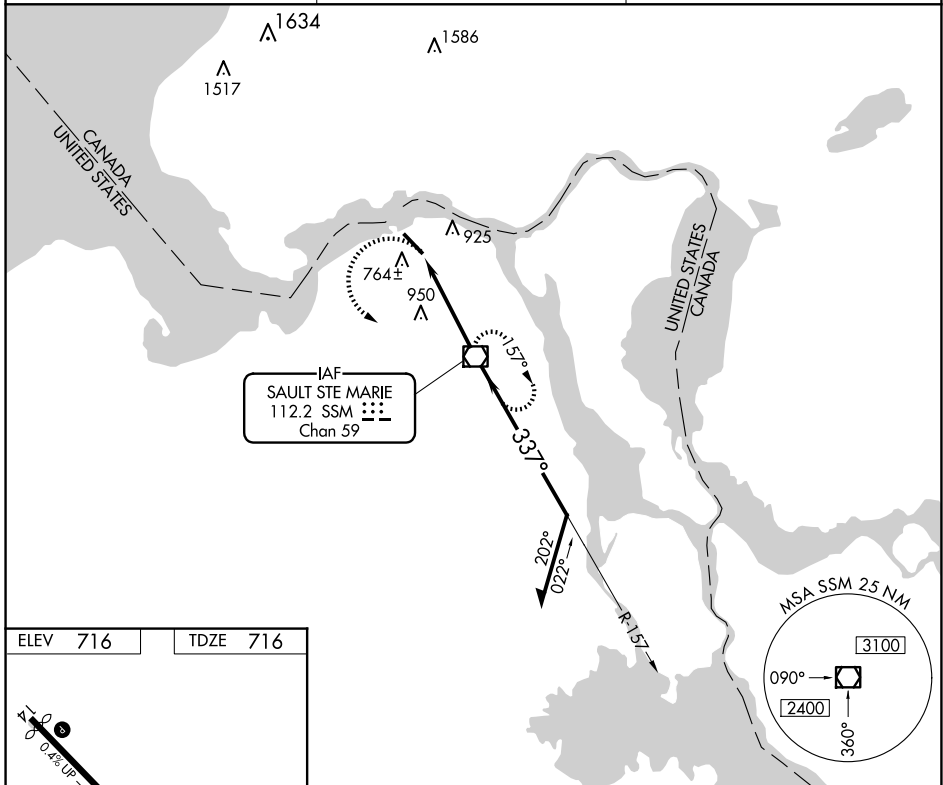 1634
1586
1517
CANADA
UNITED STATES
925
764±
950
UNITED STATES
CANADA
157°
IAF
SAULT STE MARIE
112.2 SSM
Chan 59
337°
202°
022°
R-157
MSA SSM 25 NM
3100
090°
2400
360°
ELEV 716
TDZE 716
14
P
0.4% UP